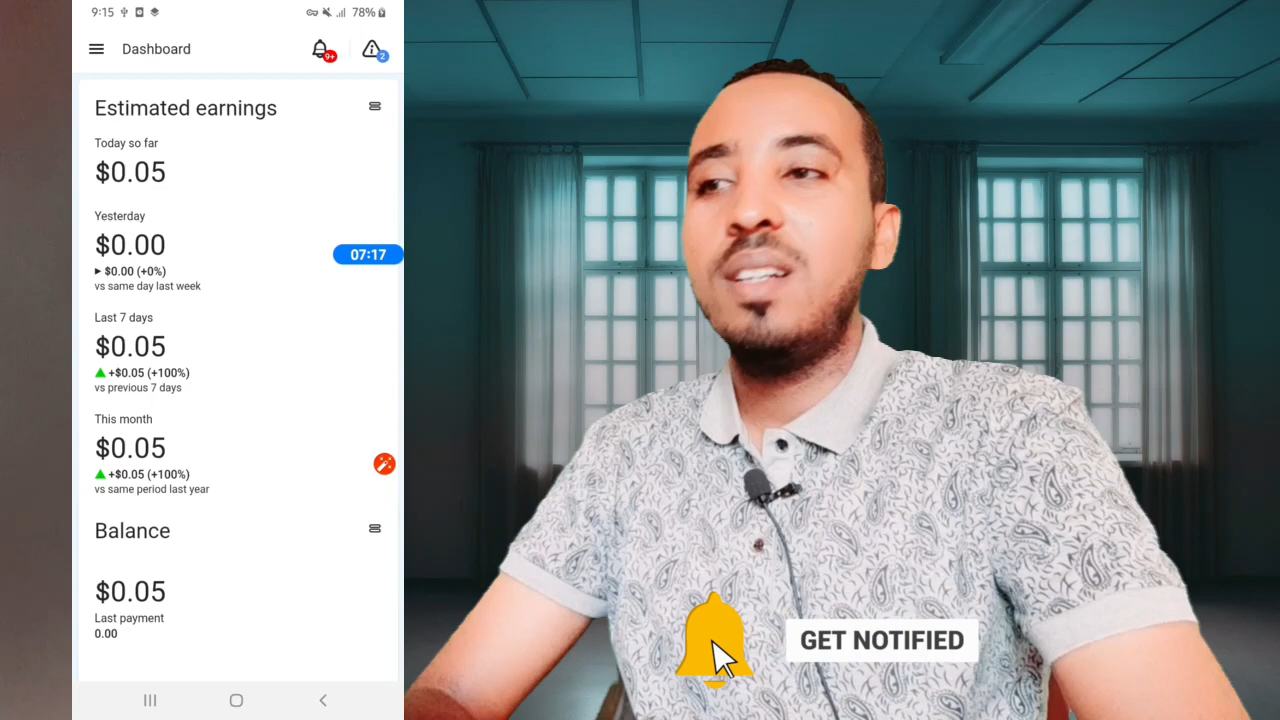 9:15
78%
Dashboard
9+
2
Estimated earnings
Today so far
$0.05
Yesterday
$0.00
07:17
$0.00 (+0%)
vs same day last week
Last 7 days
$0.05
+$0.05 (+100%)
vs previous 7 days
This month
$0.05
+$0.05 (+100%)
vs same period last year
Balance
$0.05
Last payment
0.00
GET NOTIFIED